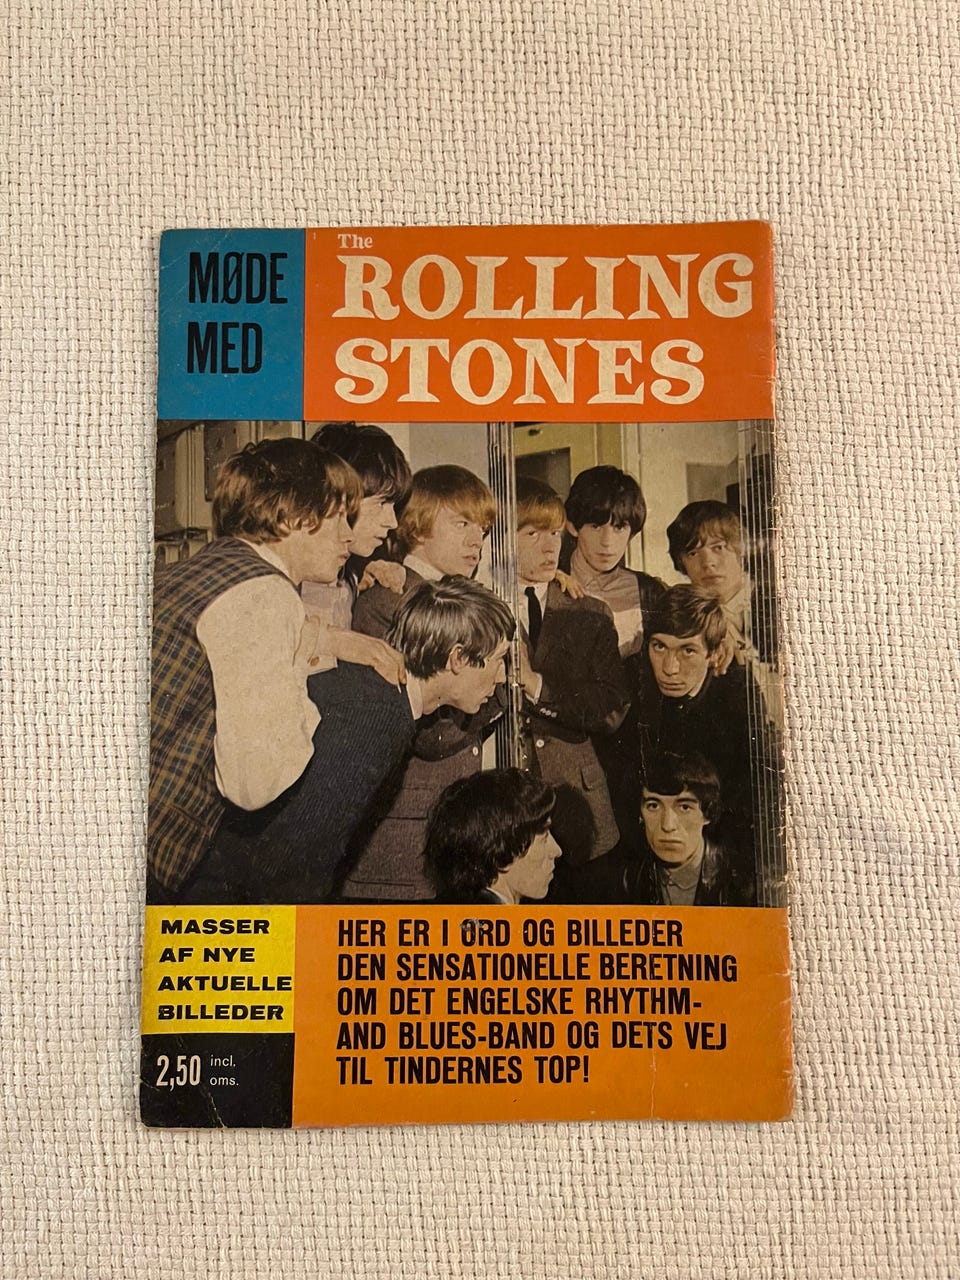 MØDE
MED
The
ROLLING
STONES
MASSER
AF NYE
AKTUELLE
BILLEDER
2,50 incl.
oms.
HER ER I ORD OG BILLEDER
DEN SENSATIONELLE BERETNING
OM DET ENGELSKE RHYTHM-
AND BLUES-BAND OG DETS VEJ
TIL TINDERNES TOP!